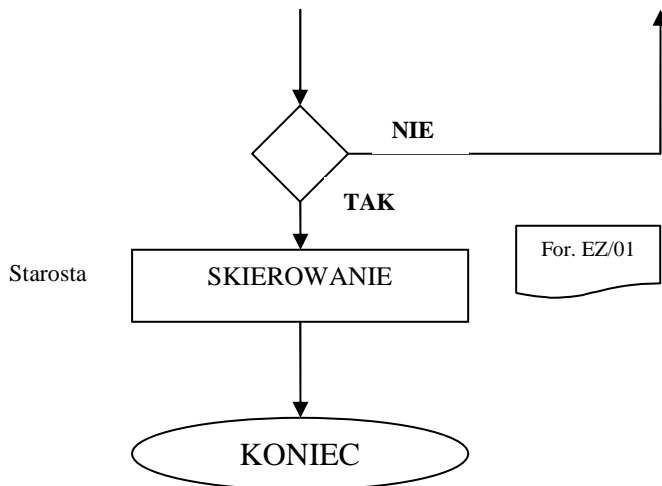 NIE
TAK
Starosta
SKIEROWANIE
For. EZ/01
KONIEC